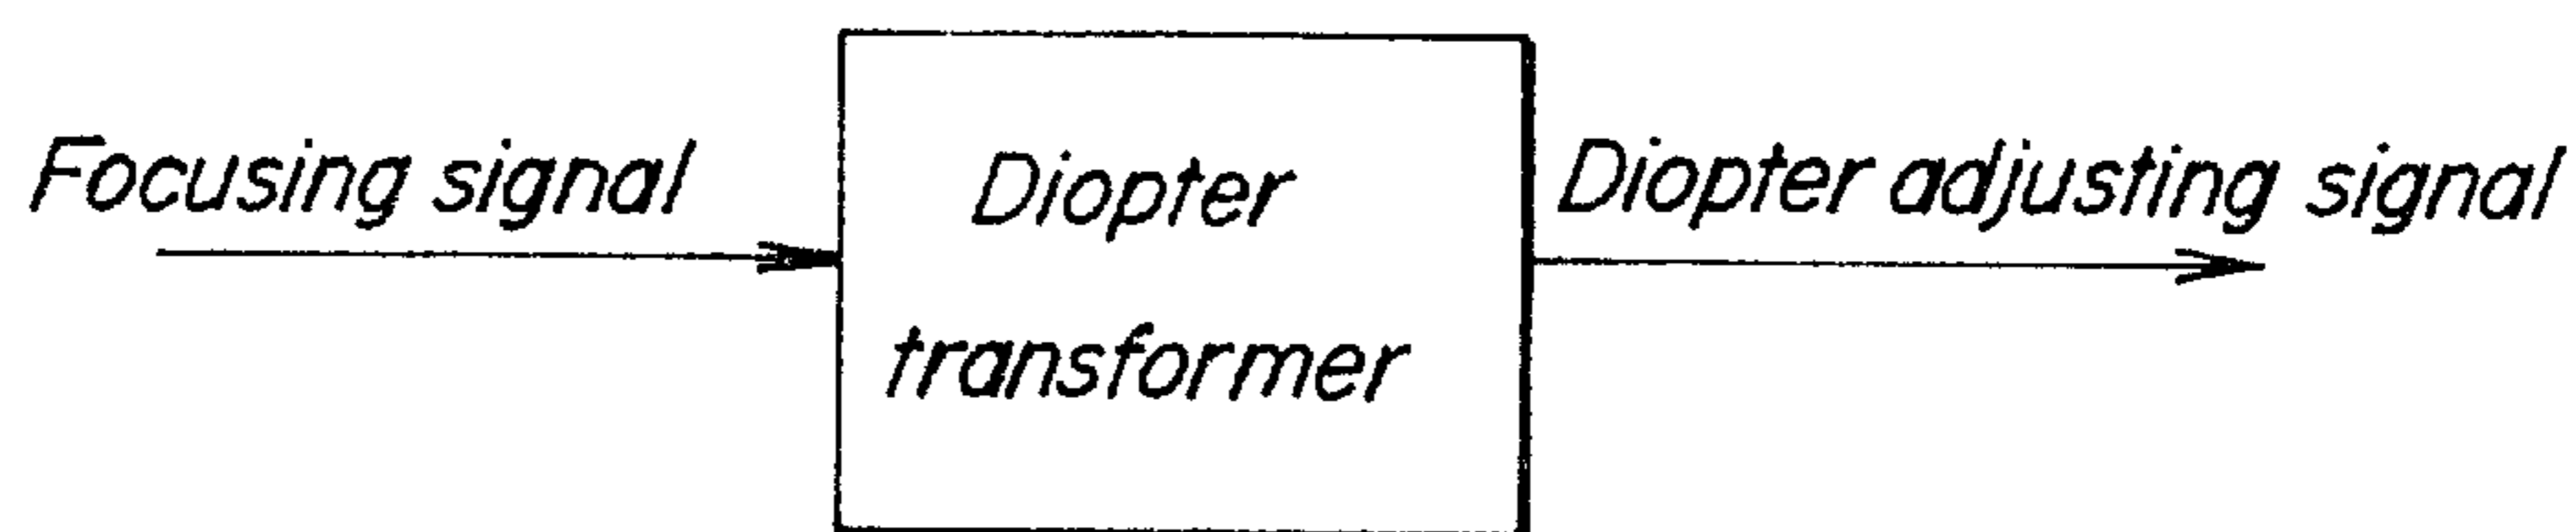 Focusing signal
Diopter
transformer
Diopter adjusting signal